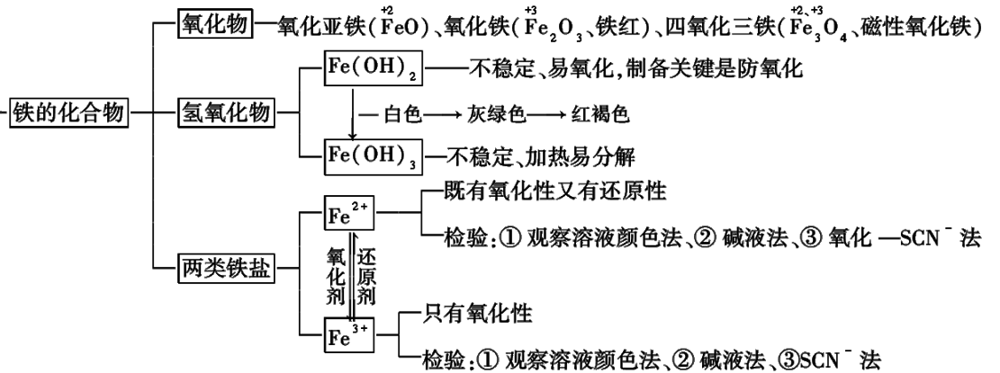 铁的化合物
氧化物
氧化亚铁(FeO)、氧化铁(Fe₂O₃、铁红)、四氧化三铁(Fe₃O₄、磁性氧化铁)
+2 +3 +2、+3
氢氧化物
Fe(OH)₂ 不稳定、易氧化,制备关键是防氧化
白色 → 灰绿色 → 红褐色
Fe(OH)₃ 不稳定、加热易分解
两类铁盐
Fe²⁺
既有氧化性又有还原性
检验:① 观察溶液颜色法、② 碱液法、③ 氧化 —SCN⁻ 法
氧化剂
还原剂
Fe³⁺
只有氧化性
检验:① 观察溶液颜色法、② 碱液法、③SCN⁻ 法